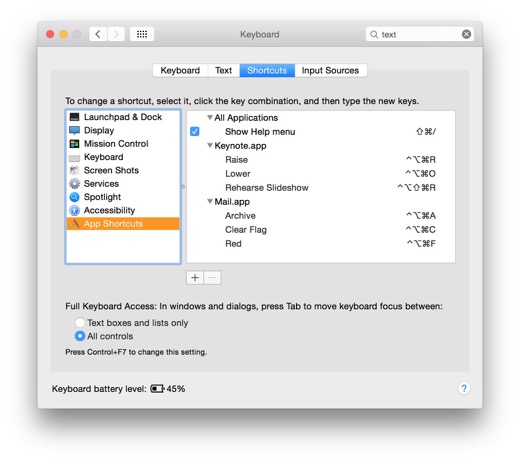 Keyboard
text
Keyboard
Text
Shortcuts
Input Sources
To change a shortcut, select it, click the key combination, and then type the new keys.
Launchpad & Dock
Display
Mission Control
Keyboard
Screen Shots
Services
Spotlight
Accessibility
App Shortcuts
All Applications
Show Help menu ⇧⌘/
Keynote.app
Raise ^⌥⌘R
Lower ^⌥⌘O
Rehearse Slideshow ^⌥⇧⌘R
Mail.app
Archive ^⌥⌘A
Clear Flag ^⌥⌘C
Red ^⌥⌘F
+ −
Full Keyboard Access: In windows and dialogs, press Tab to move keyboard focus between:
Text boxes and lists only
All controls
Press Control+F7 to change this setting.
Keyboard battery level: 45%
?